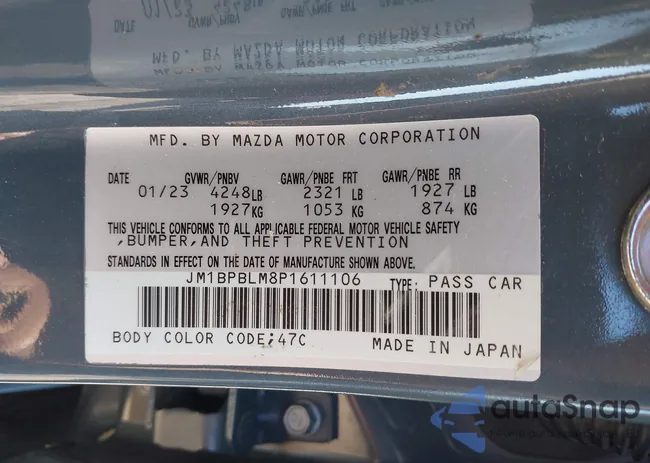 MFD. BY MAZDA MOTOR CORPORATION
DATE GVWR/PNBV GAWR/PNBE FRT GAWR/PNBE RR
01/23 4248LB 2321 LB 1927 LB
1927KG 1053 KG 874 KG
THIS VEHICLE CONFORMS TO ALL APPLICABLE FEDERAL MOTOR VEHICLE SAFETY
,BUMPER,AND THEFT PREVENTION
STANDARDS IN EFFECT ON THE DATE OF MANUFACTURE SHOWN ABOVE.
JM1BPBLM8P1611106 TYPE: PASS CAR
BODY COLOR CODE;47C MADE IN JAPAN
autoSnap